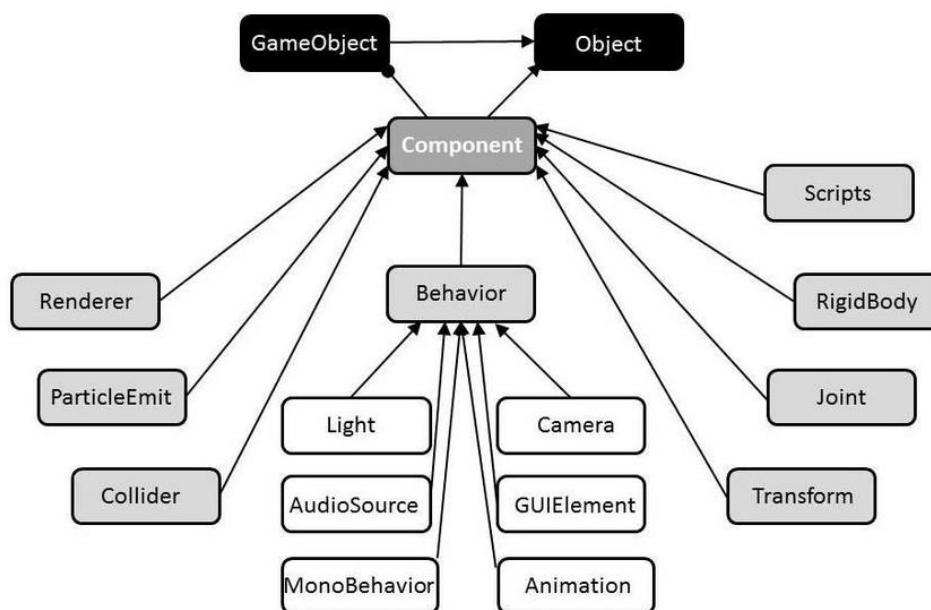 GameObject
Object
Component
Scripts
Behavior
Renderer
RigidBody
ParticleEmit
Joint
Light
Camera
Collider
AudioSource
GUIElement
Transform
MonoBehavior
Animation